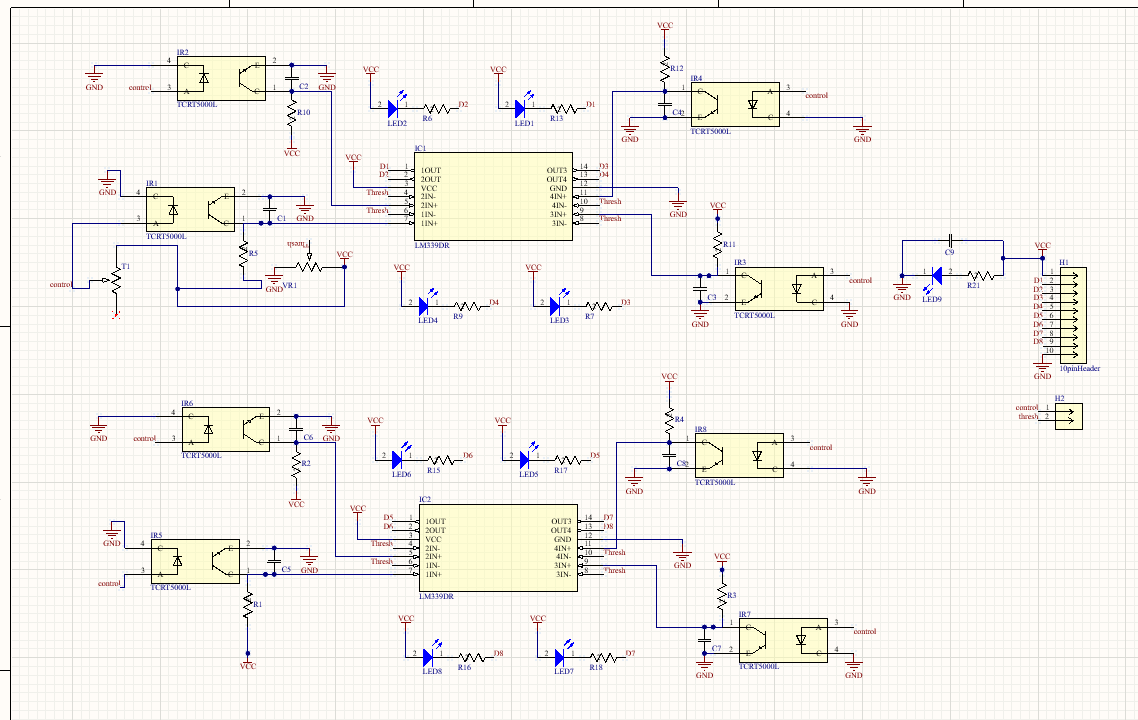 IR2
4 C E 2
GND
GND
control 3 A C 1
C2
TCRT5000L
R10
VCC
VCC
2 1 D2
LED2 R6
VCC
2 1 D1
LED1 R13
VCC
R12
IR4
1 C A 3
control
C4
2 E C 4
GND
TCRT5000L
GND
IC1
VCC
D1 1 1OUT OUT3 14 D3
D2 2 2OUT OUT4 13 D4
3 VCC GND 12
Thresh 4 2IN- 4IN+ 11
5 2IN+ 4IN- 10 Thresh
Thresh 6 1IN- 3IN+ 9
7 1IN+ 3IN- 8 Thresh
LM339DR
GND
GND
IR1
4 C E 2
GND
3 A C 1
C1
TCRT5000L
R5
T1
control
GND
VR1
VCC
VCC
2 1 D4
LED4 R9
VCC
2 1 D3
LED3 R7
VCC
R11
IR3
1 C A 3
control
C3 2 E C 4
GND
TCRT5000L
GND
C9
GND
2 1
LED9
R21
VCC
H1
1
D1 2
D2 3
D3 4
D4 5
D5 6
D6 7
D7 8
D8 9
10
GND
10pinHeader
H2
control 1
thresh 2
IR6
4 C E 2
GND
GND
control 3 A C 1
C6
TCRT5000L
R2
VCC
VCC
2 1 D6
LED6 R15
VCC
2 1 D5
LED5 R17
VCC
R4
IR8
1 C A 3
control
C8
2 E C 4
GND
TCRT5000L
GND
IC2
VCC
D5 1 1OUT OUT3 14 D7
D6 2 2OUT OUT4 13 D8
3 VCC GND 12
Thresh 4 2IN- 4IN+ 11
5 2IN+ 4IN- 10 Thresh
Thresh 6 1IN- 3IN+ 9
7 1IN+ 3IN- 8 Thresh
LM339DR
GND
GND
IR5
4 C E 2
GND
control 3 A C 1
C5
TCRT5000L
R1
VCC
VCC
2 1 D8
LED8 R16
VCC
2 1 D7
LED7 R18
VCC
R3
IR7
1 C A 3
control
C7 2 E C 4
GND
TCRT5000L
GND